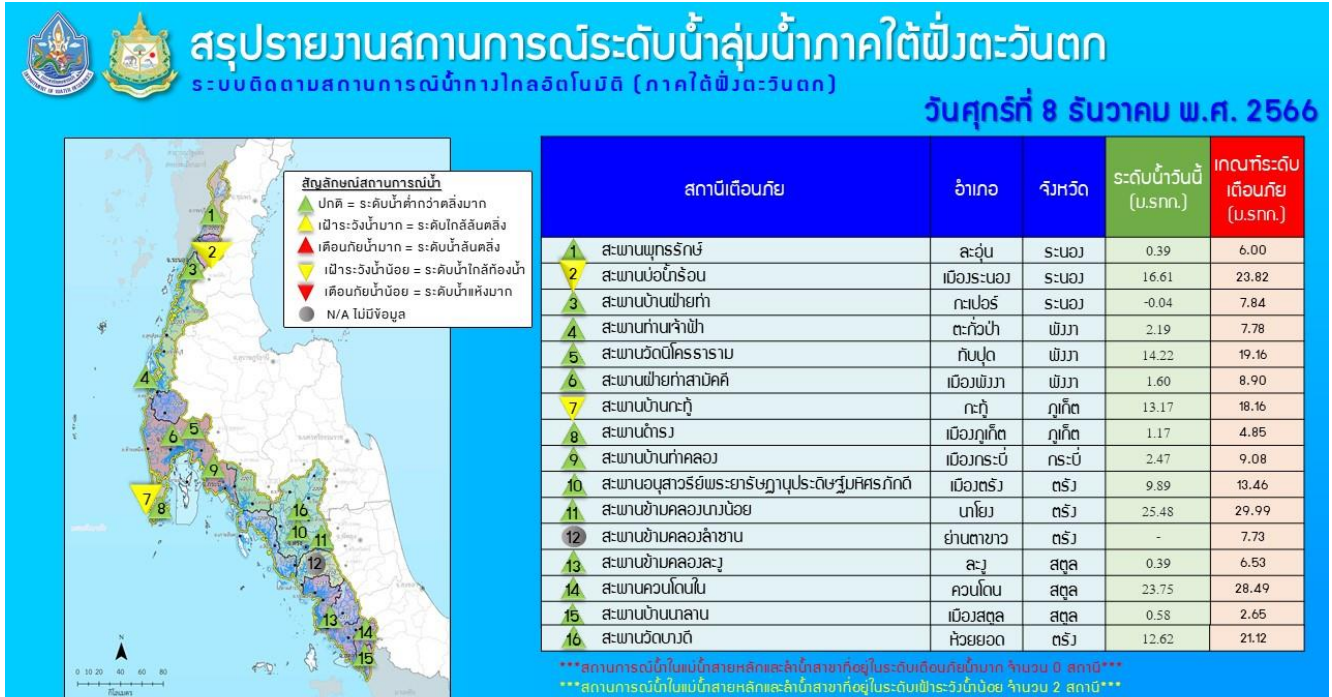 สรุปรายงานสถานการณ์ระดับน้ำลุ่มน้ำภาคใต้ฝั่งตะวันตก
ระบบติดตามสถานการณ์น้ำทางไกลอัตโนมัติ (ภาคใต้ฝั่งตะวันตก)
วันศุกร์ที่ 8 ธันวาคม พ.ศ. 2566
สัญลักษณ์สถานการณ์น้ำ
ปกติ = ระดับน้ำต่ำกว่าตลิ่งมาก
เฝ้าระวังน้ำมาก = ระดับใกล้ล้นตลิ่ง
เตือนภัยน้ำมาก = ระดับน้ำล้นตลิ่ง
เฝ้าระวังน้ำน้อย = ระดับน้ำใกล้ท้องน้ำ
เตือนภัยน้ำน้อย = ระดับน้ำแห้งมาก
N/A ไม่มีข้อมูล
1
2
3
4
5
6
7
8
9
16
10
11
12
13
14
15
N
0 10 20 40 60 80
กิโลเมตร
สถานีเตือนภัย อำเภอ จังหวัด ระดับน้ำวันนี้ (ม.รทก.) เกณฑ์ระดับเตือนภัย (ม.รทก.)
1 สะพานพุทธรักษ์ ละอุ่น ระนอง 0.39 6.00
2 สะพานบ่อน้ำร้อน เมืองระนอง ระนอง 16.61 23.82
3 สะพานบ้านฝ่ายท่า กะเปอร์ ระนอง -0.04 7.84
4 สะพานท่านเจ้าฟ้า ตะกั่วป่า พังงา 2.19 7.78
5 สะพานวัดนิโครธาราม ทับปุด พังงา 14.22 19.16
6 สะพานฝ่ายท่าสามัคคี เมืองพังงา พังงา 1.60 8.90
7 สะพานบ้านกะทู้ กะทู้ ภูเก็ต 13.17 18.16
8 สะพานดำรง เมืองภูเก็ต ภูเก็ต 1.17 4.85
9 สะพานบ้านท่าคลอง เมืองกระบี่ กระบี่ 2.47 9.08
10 สะพานอนุสาวรีย์พระยารัษฎานุประดิษฐ์มหิศรภักดี เมืองตรัง ตรัง 9.89 13.46
11 สะพานข้ามคลองนางน้อย นาโยง ตรัง 25.48 29.99
12 สะพานข้ามคลองลำชาน ย่านตาขาว ตรัง - 7.73
13 สะพานข้ามคลองละงู ละงู สตูล 0.39 6.53
14 สะพานควนโดนใน ควนโดน สตูล 23.75 28.49
15 สะพานบ้านนาลาน เมืองสตูล สตูล 0.58 2.65
16 สะพานวัดบางดี ห้วยยอด ตรัง 12.62 21.12
***สถานการณ์น้ำในแม่น้ำสายหลักและลำน้ำสาขาที่อยู่ในระดับเตือนภัยน้ำมาก จำนวน 0 สถานี***
***สถานการณ์น้ำในแม่น้ำสายหลักและลำน้ำสาขาที่อยู่ในระดับเฝ้าระวังน้ำน้อย จำนวน 2 สถานี***